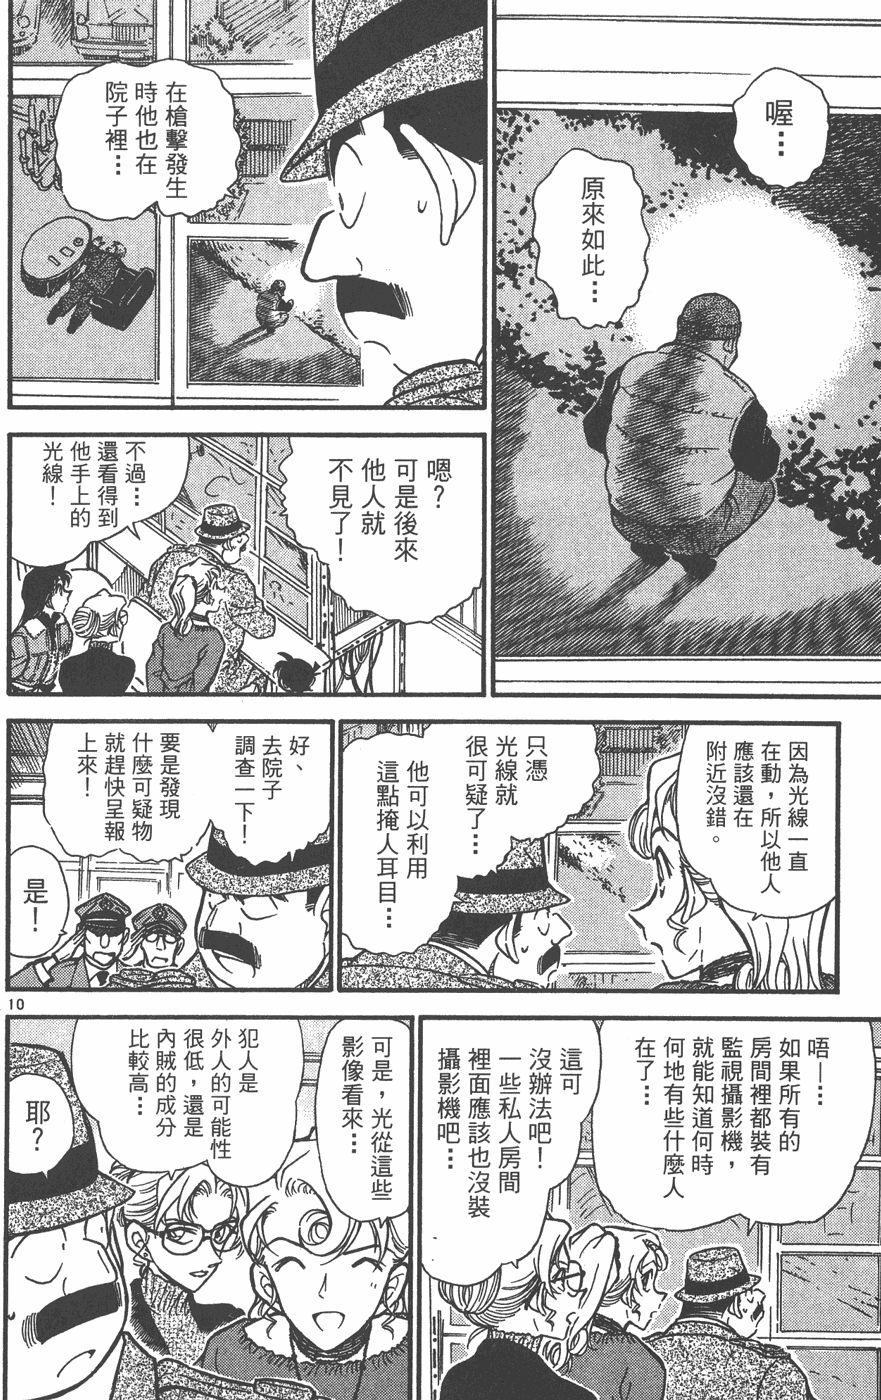 喔…
原來如此…
在槍擊發生
時他也在
院子裡…
嗯？
可是後來
他人就
不見了！
不過…
還看得到
他手上的
光線！
因為光線一直
在動，所以他人
應該還在
附近沒錯。
只憑
光線就
很可疑了…
他可以利用
這點掩人耳目…
好、
去院子
調查一下！
要是發現
什麼可疑物
就趕快呈報
上來！
是！
10
唔—…
如果所有的
房間裡都裝有
監視攝影機，
就能知道何時
何地有些什麼人
在了…
這可
沒辦法吧！
一些私人房間
裡面應該也沒裝
攝影機吧…
可是，光從這些
影像看來…
犯人是
外人的可能性
很低，還是
內賊的成分
比較高…
耶？